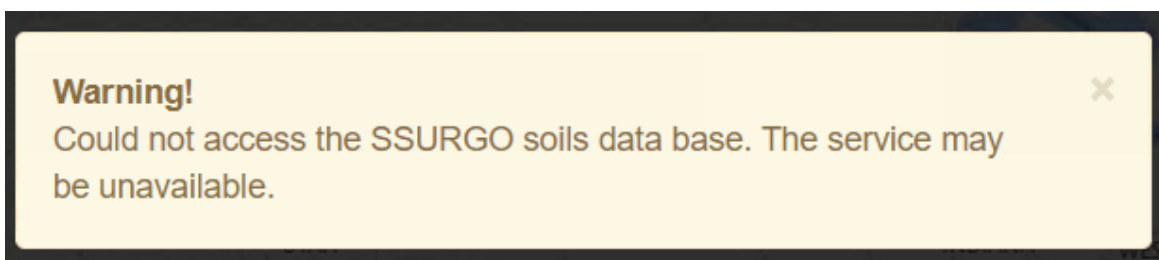 Warning!
Could not access the SSURGO soils data base. The service may
be unavailable.